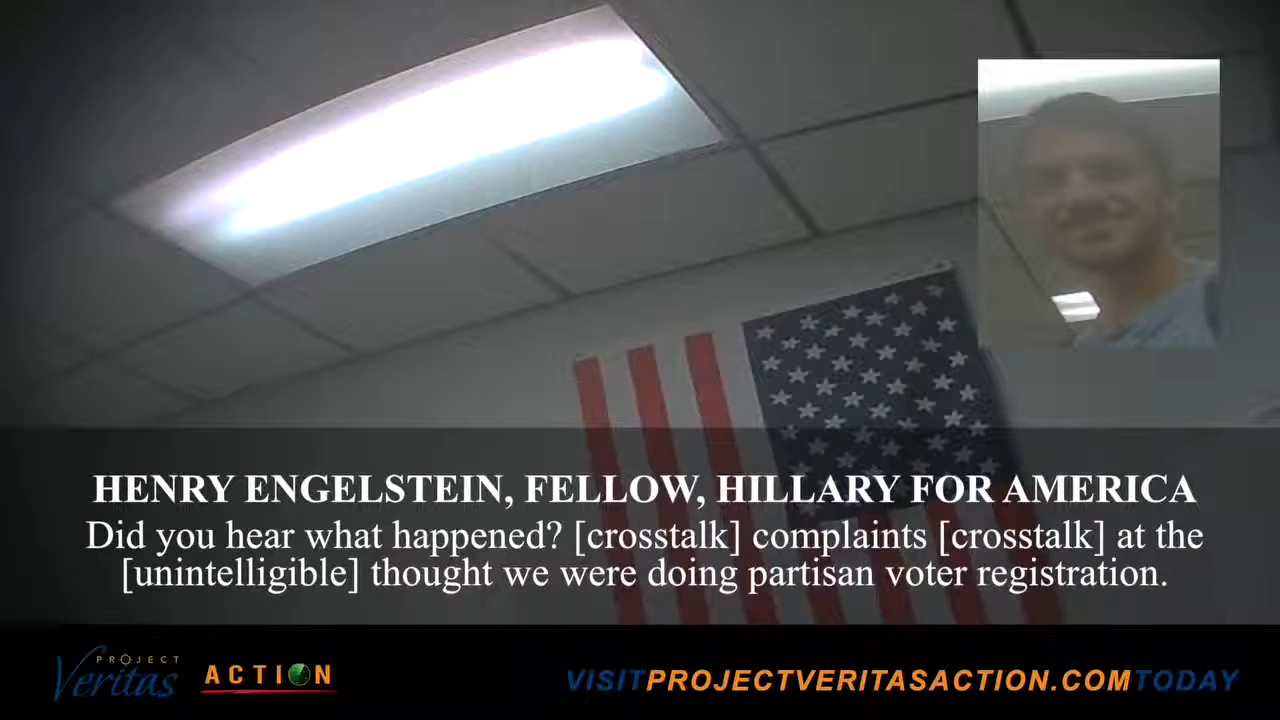 HENRY ENGELSTEIN, FELLOW, HILLARY FOR AMERICA
Did you hear what happened? [crosstalk] complaints [crosstalk] at the
[unintelligible] thought we were doing partisan voter registration.
PROJECT
Veritas ACTION
VISITPROJECTVERITASACTION.COMTODAY